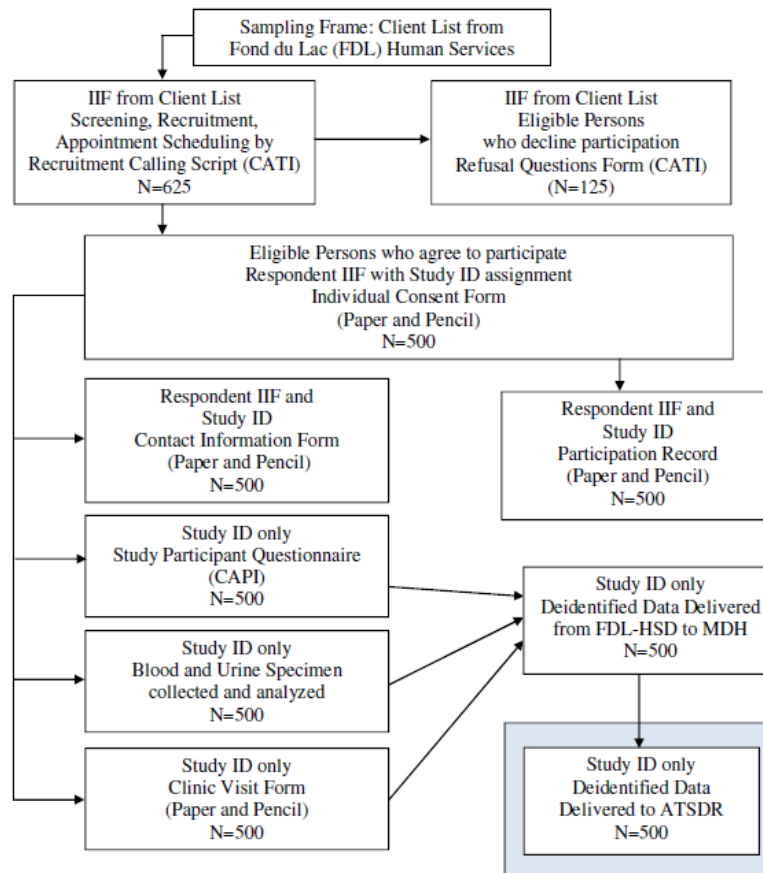 Sampling Frame: Client List from
Fond du Lac (FDL) Human Services
IIF from Client List
Screening, Recruitment,
Appointment Scheduling by
Recruitment Calling Script (CATI)
N=625
IIF from Client List
Eligible Persons
who decline participation
Refusal Questions Form (CATI)
(N=125)
Eligible Persons who agree to participate
Respondent IIF with Study ID assignment
Individual Consent Form
(Paper and Pencil)
N=500
Respondent IIF and
Study ID
Contact Information Form
(Paper and Pencil)
N=500
Respondent IIF and
Study ID
Participation Record
(Paper and Pencil)
N=500
Study ID only
Study Participant Questionnaire
(CAPI)
N=500
Study ID only
Blood and Urine Specimen
collected and analyzed
N=500
Study ID only
Clinic Visit Form
(Paper and Pencil)
N=500
Study ID only
Deidentified Data Delivered
from FDL-HSD to MDH
N=500
Study ID only
Deidentified Data
Delivered to ATSDR
N=500